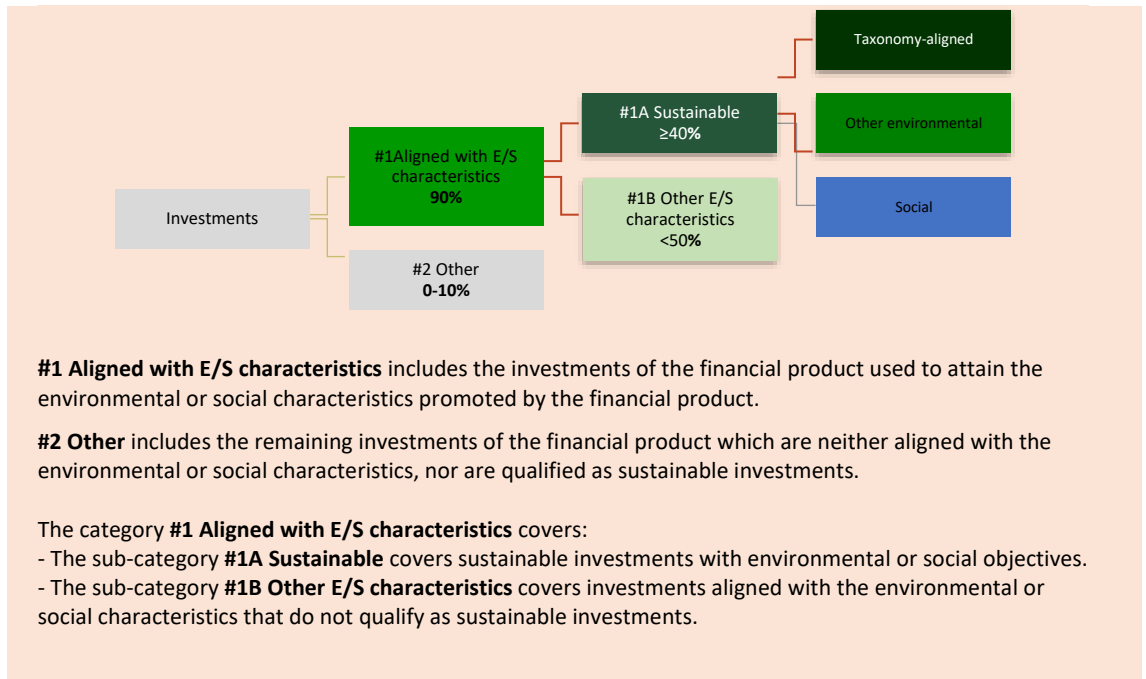 Investments
#1Aligned with E/S
characteristics
90%
#2 Other
0-10%
#1A Sustainable
≥40%
#1B Other E/S
characteristics
<50%
Taxonomy-aligned
Other environmental
Social
#1 Aligned with E/S characteristics includes the investments of the financial product used to attain the
environmental or social characteristics promoted by the financial product.
#2 Other includes the remaining investments of the financial product which are neither aligned with the
environmental or social characteristics, nor are qualified as sustainable investments.
The category #1 Aligned with E/S characteristics covers:
- The sub-category #1A Sustainable covers sustainable investments with environmental or social objectives.
- The sub-category #1B Other E/S characteristics covers investments aligned with the environmental or
social characteristics that do not qualify as sustainable investments.